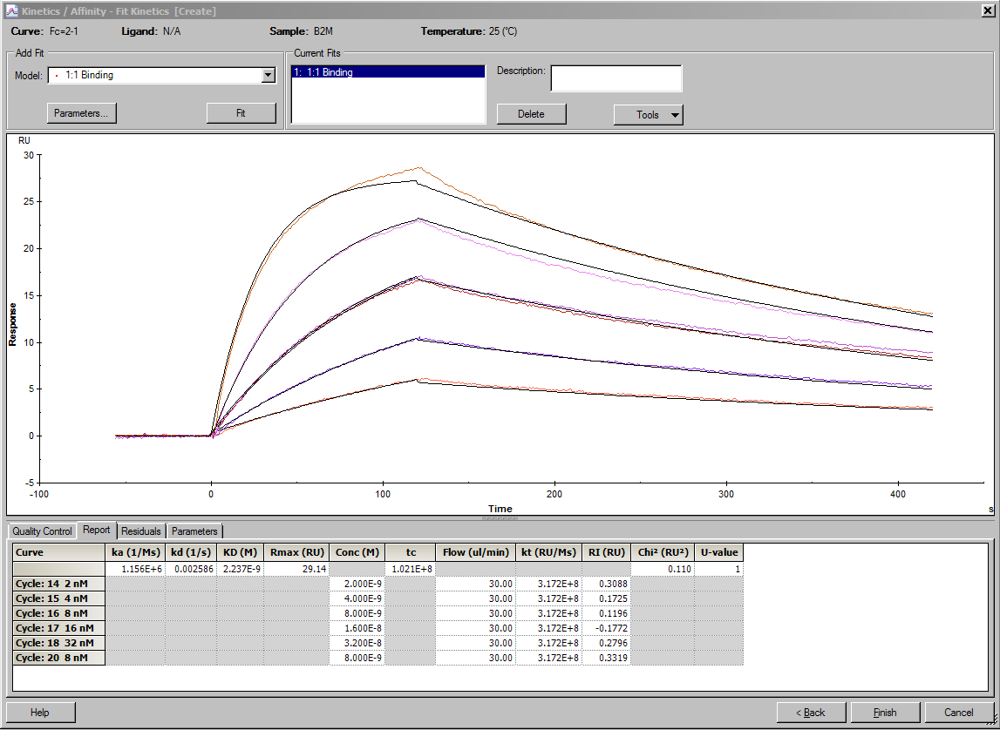 Kinetics / Affinity - Fit Kinetics [Create]
Curve: Fc=2-1 Ligand: N/A Sample: B2M Temperature: 25 (°C)
Add Fit
Model: 1:1 Binding
Parameters... Fit
Current Fits
1: 1:1 Binding
Description:
Delete Tools
RU
30
25
20
15
10
5
0
-5
Response
-100 0 100 200 300 400
Time s
Quality Control Report Residuals Parameters
Curve ka (1/Ms) kd (1/s) KD (M) Rmax (RU) Conc (M) tc Flow (ul/min) kt (RU/Ms) RI (RU) Chi² (RU²) U-value
1.156E+6 0.002586 2.237E-9 29.14 1.021E+8 0.110 1
Cycle: 14 2 nM 2.000E-9 30.00 3.172E+8 0.3088
Cycle: 15 4 nM 4.000E-9 30.00 3.172E+8 0.1725
Cycle: 16 8 nM 8.000E-9 30.00 3.172E+8 0.1196
Cycle: 17 16 nM 1.600E-8 30.00 3.172E+8 -0.1772
Cycle: 18 32 nM 3.200E-8 30.00 3.172E+8 0.2796
Cycle: 20 8 nM 8.000E-9 30.00 3.172E+8 0.3319
Help < Back Finish Cancel